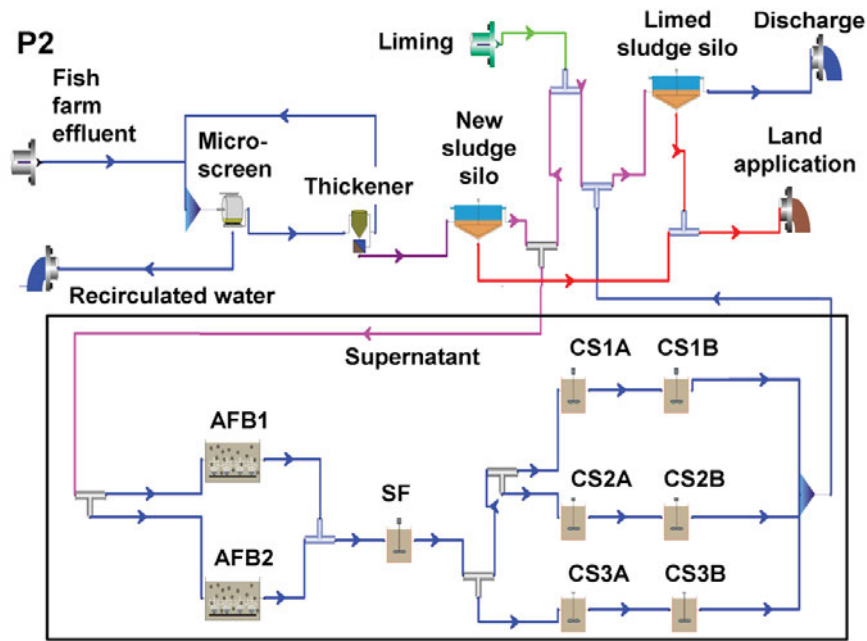 P2
Fish
farm
effluent
Micro-
screen
Thickener
Recirculated water
Liming
New
sludge
silo
Limed
sludge silo
Discharge
Land
application
Supernatant
AFB1
AFB2
SF
CS1A
CS1B
CS2A
CS2B
CS3A
CS3B